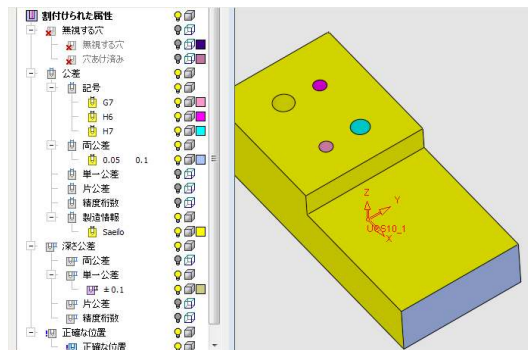 割付けられた属性
無視する穴
無視する穴
穴あけ済み
公差
記号
G7
H6
H7
両公差
0.05 0.1
単一公差
片公差
精度桁数
製造情報
Saeilo
深さ公差
両公差
単一公差
±0.1
片公差
精度桁数
正確な位置
正確な位置
Z
Y
UCS10_1
X